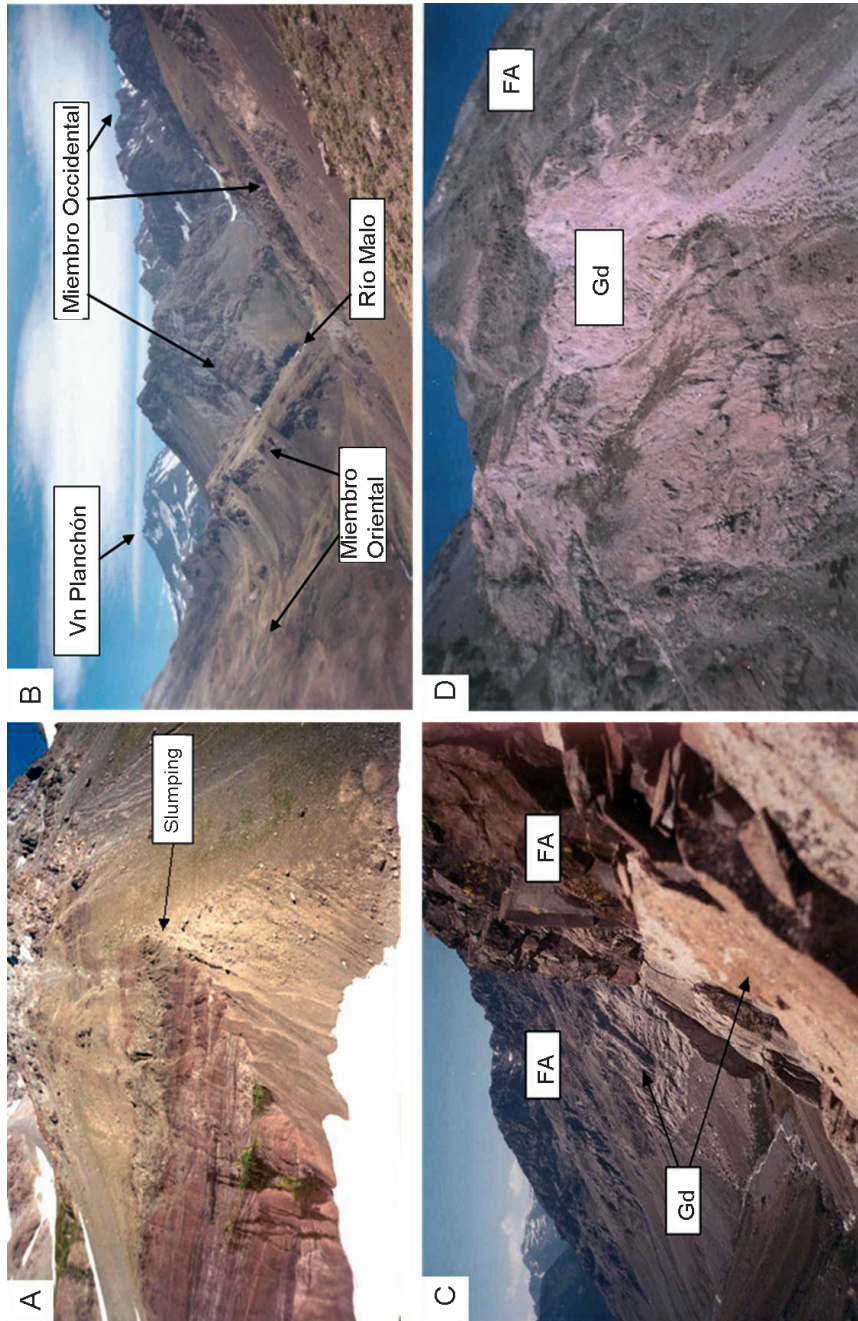 A
Slumping
B
Vn Planchón
Miembro Occidental
Miembro
Oriental
Río Malo
C
Gd
FA
FA
D
Gd
FA